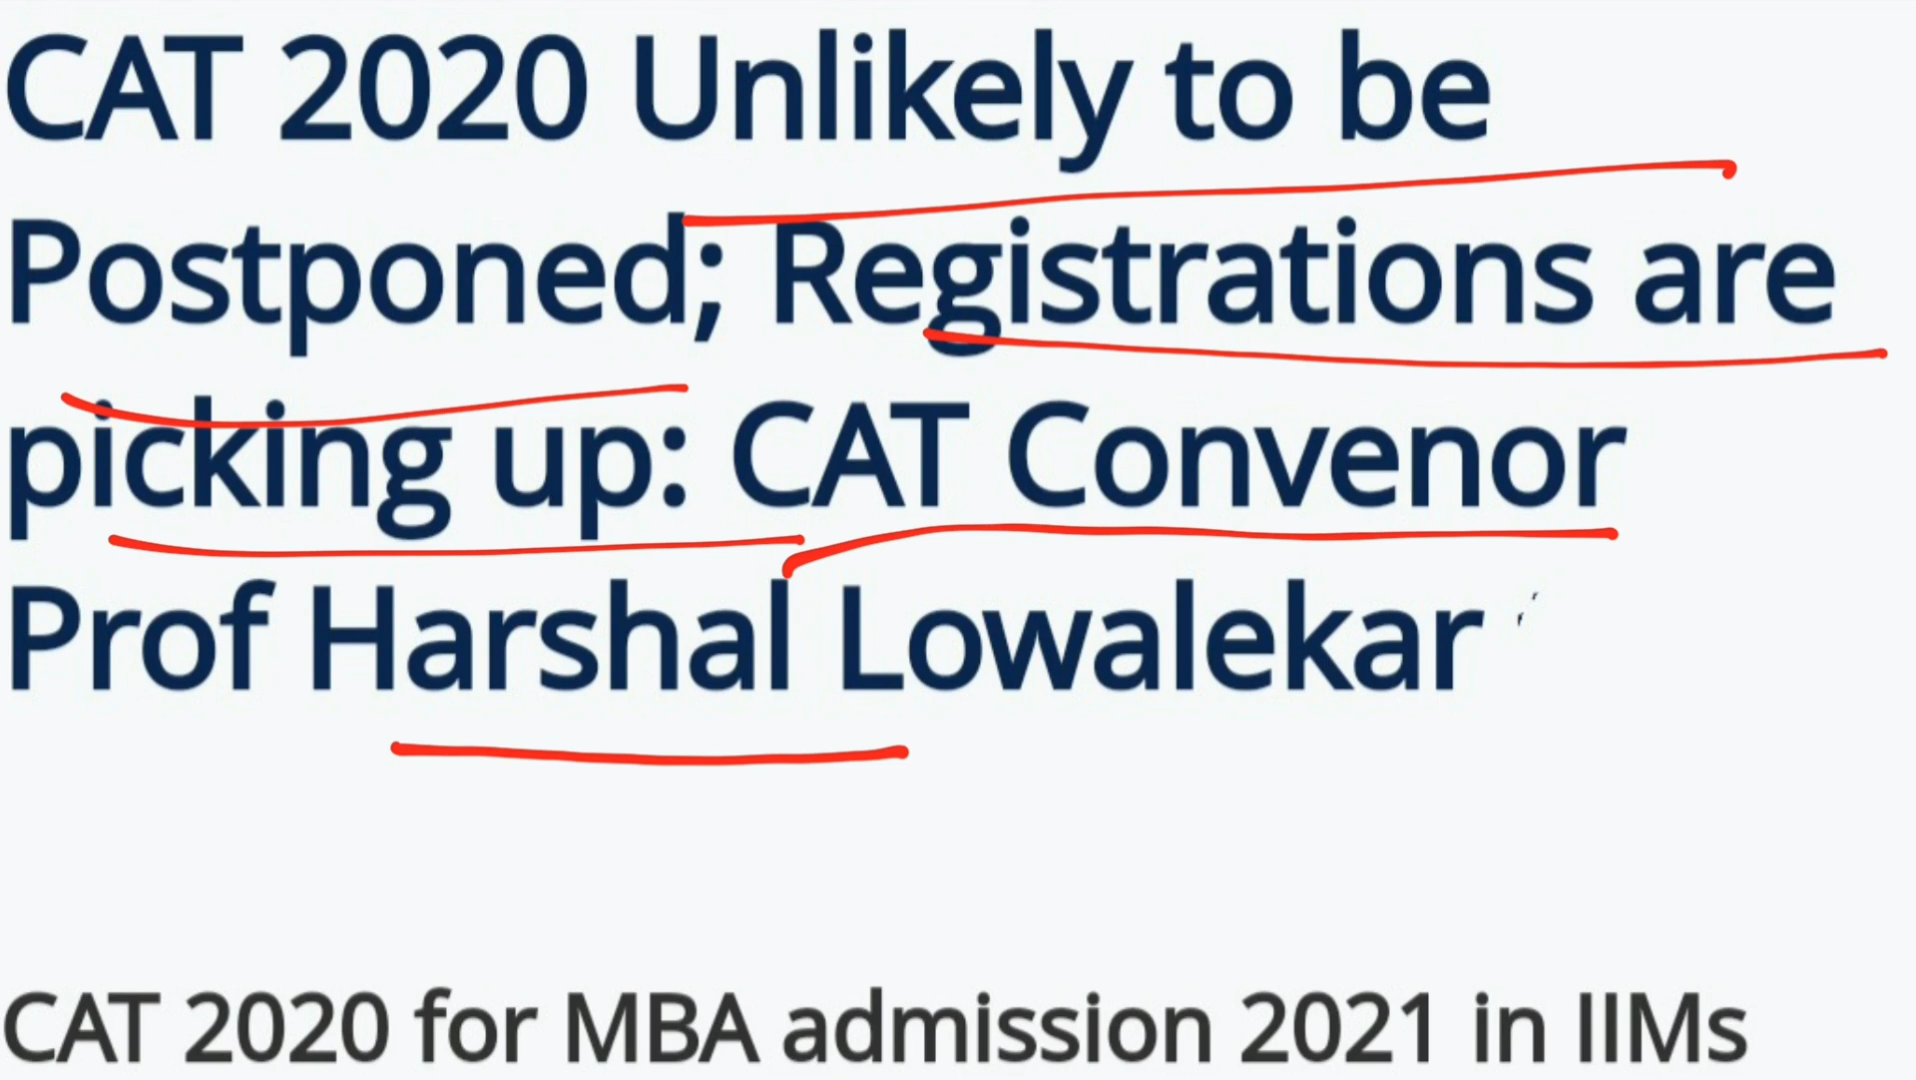 CAT 2020 Unlikely to be
Postponed; Registrations are
picking up: CAT Convenor
Prof Harshal Lowalekar
CAT 2020 for MBA admission 2021 in IIMs